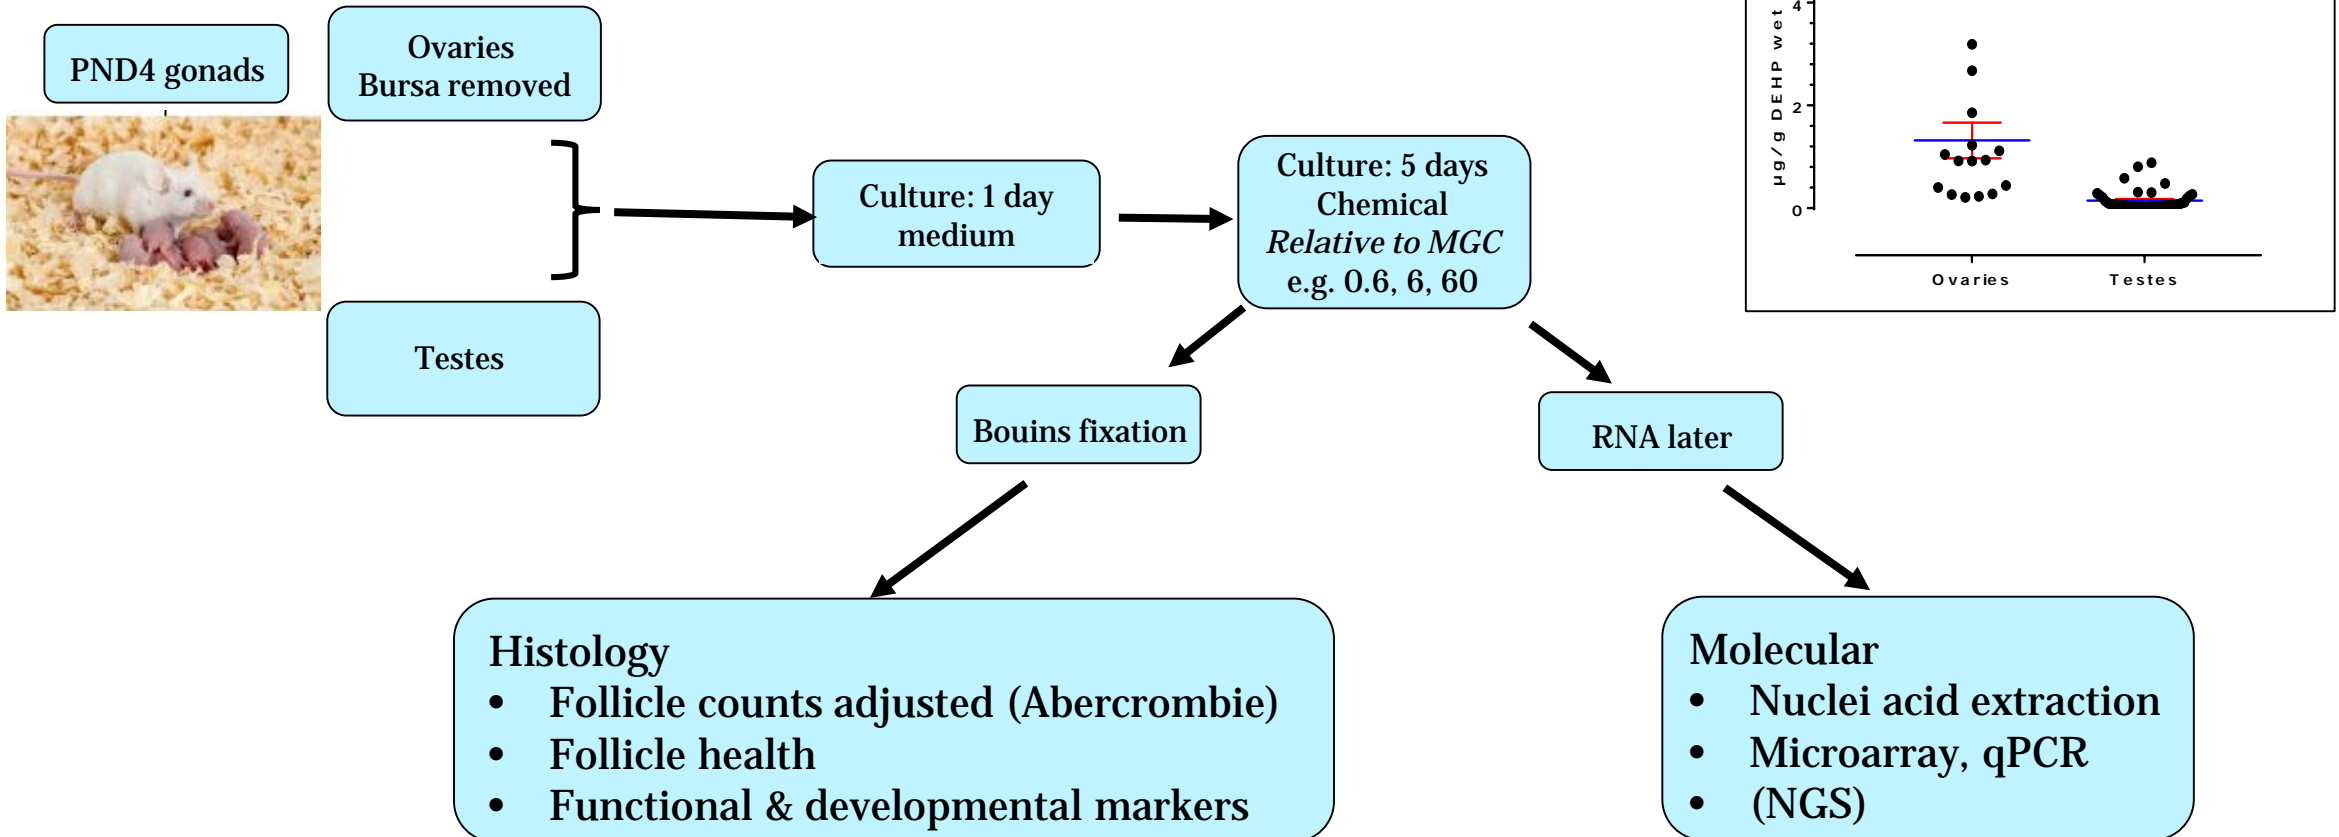 PND4 gonads
Ovaries
Bursa removed
Testes
Culture: 1 day
medium
Culture: 5 days
Chemical
Relative to MGC
e.g. 0.6, 6, 60
Bouins fixation
RNA later
Histology
• Follicle counts adjusted (Abercrombie)
• Follicle health
• Functional & developmental markers
Molecular
• Nuclei acid extraction
• Microarray, qPCR
• (NGS)
µg/g DEHP wet
4
2
0
Ovaries Testes